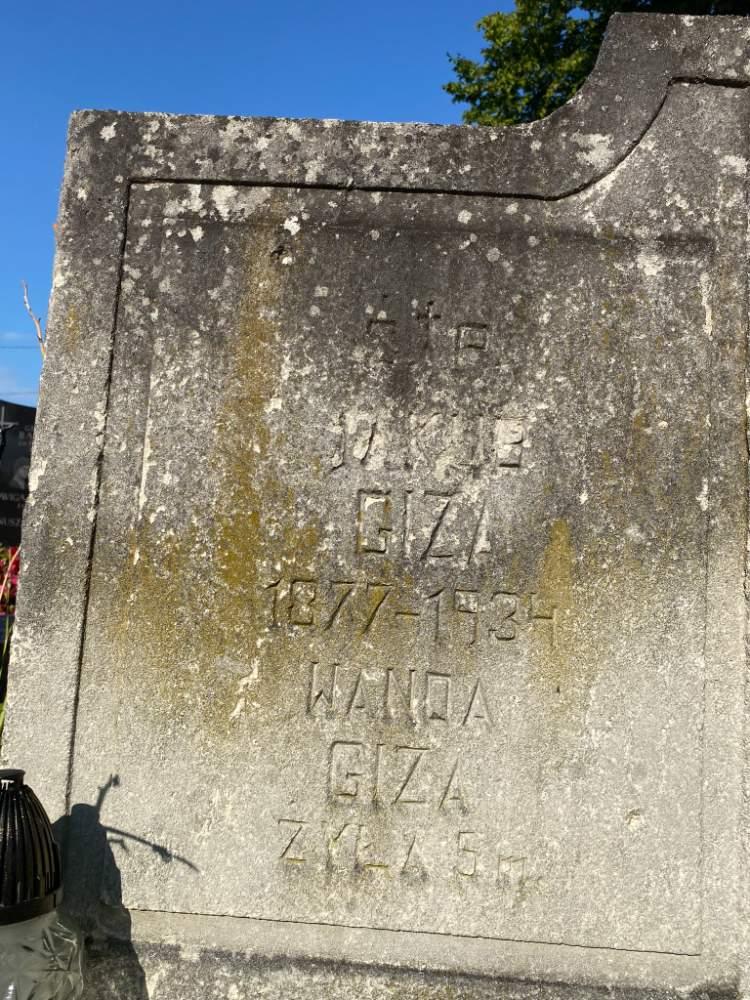 Ś†P.
JAKUB
GIZA
1877-1934
WANDA
GIZA
ŻYŁA 5 m.